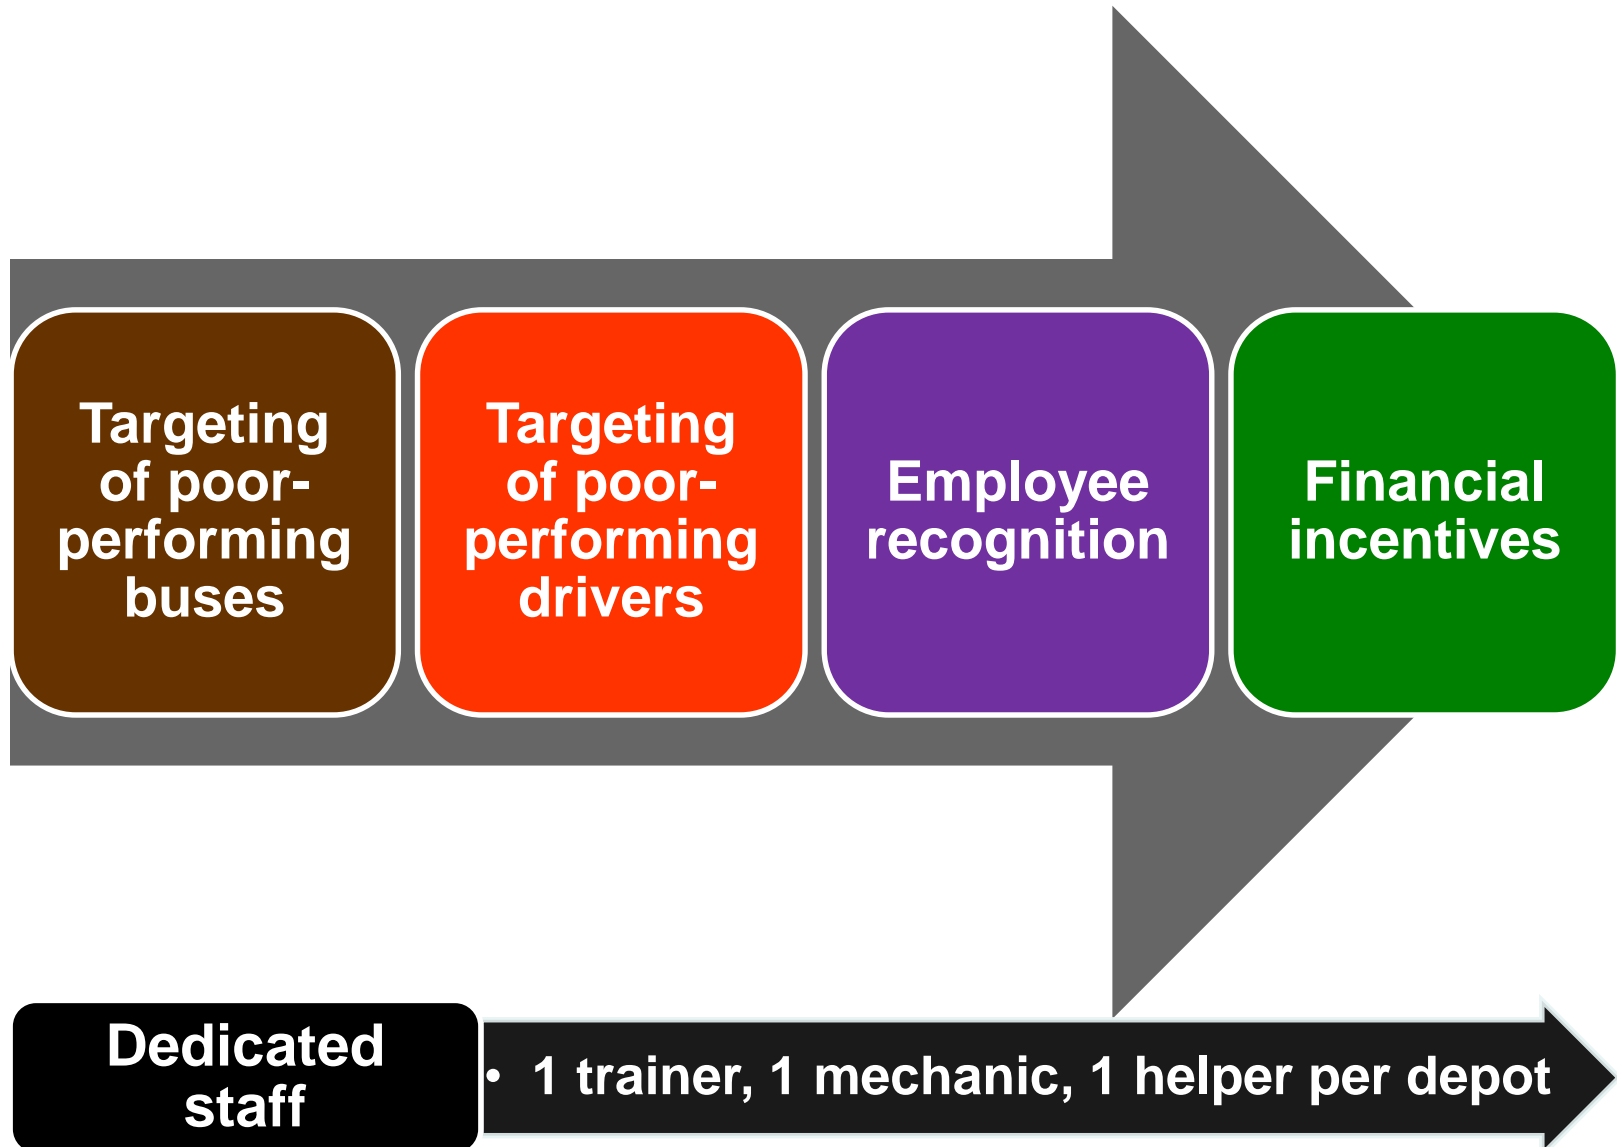 Targeting
of poor-
performing
buses
Targeting
of poor-
performing
drivers
Employee
recognition
Financial
incentives
Dedicated
staff
• 1 trainer, 1 mechanic, 1 helper per depot